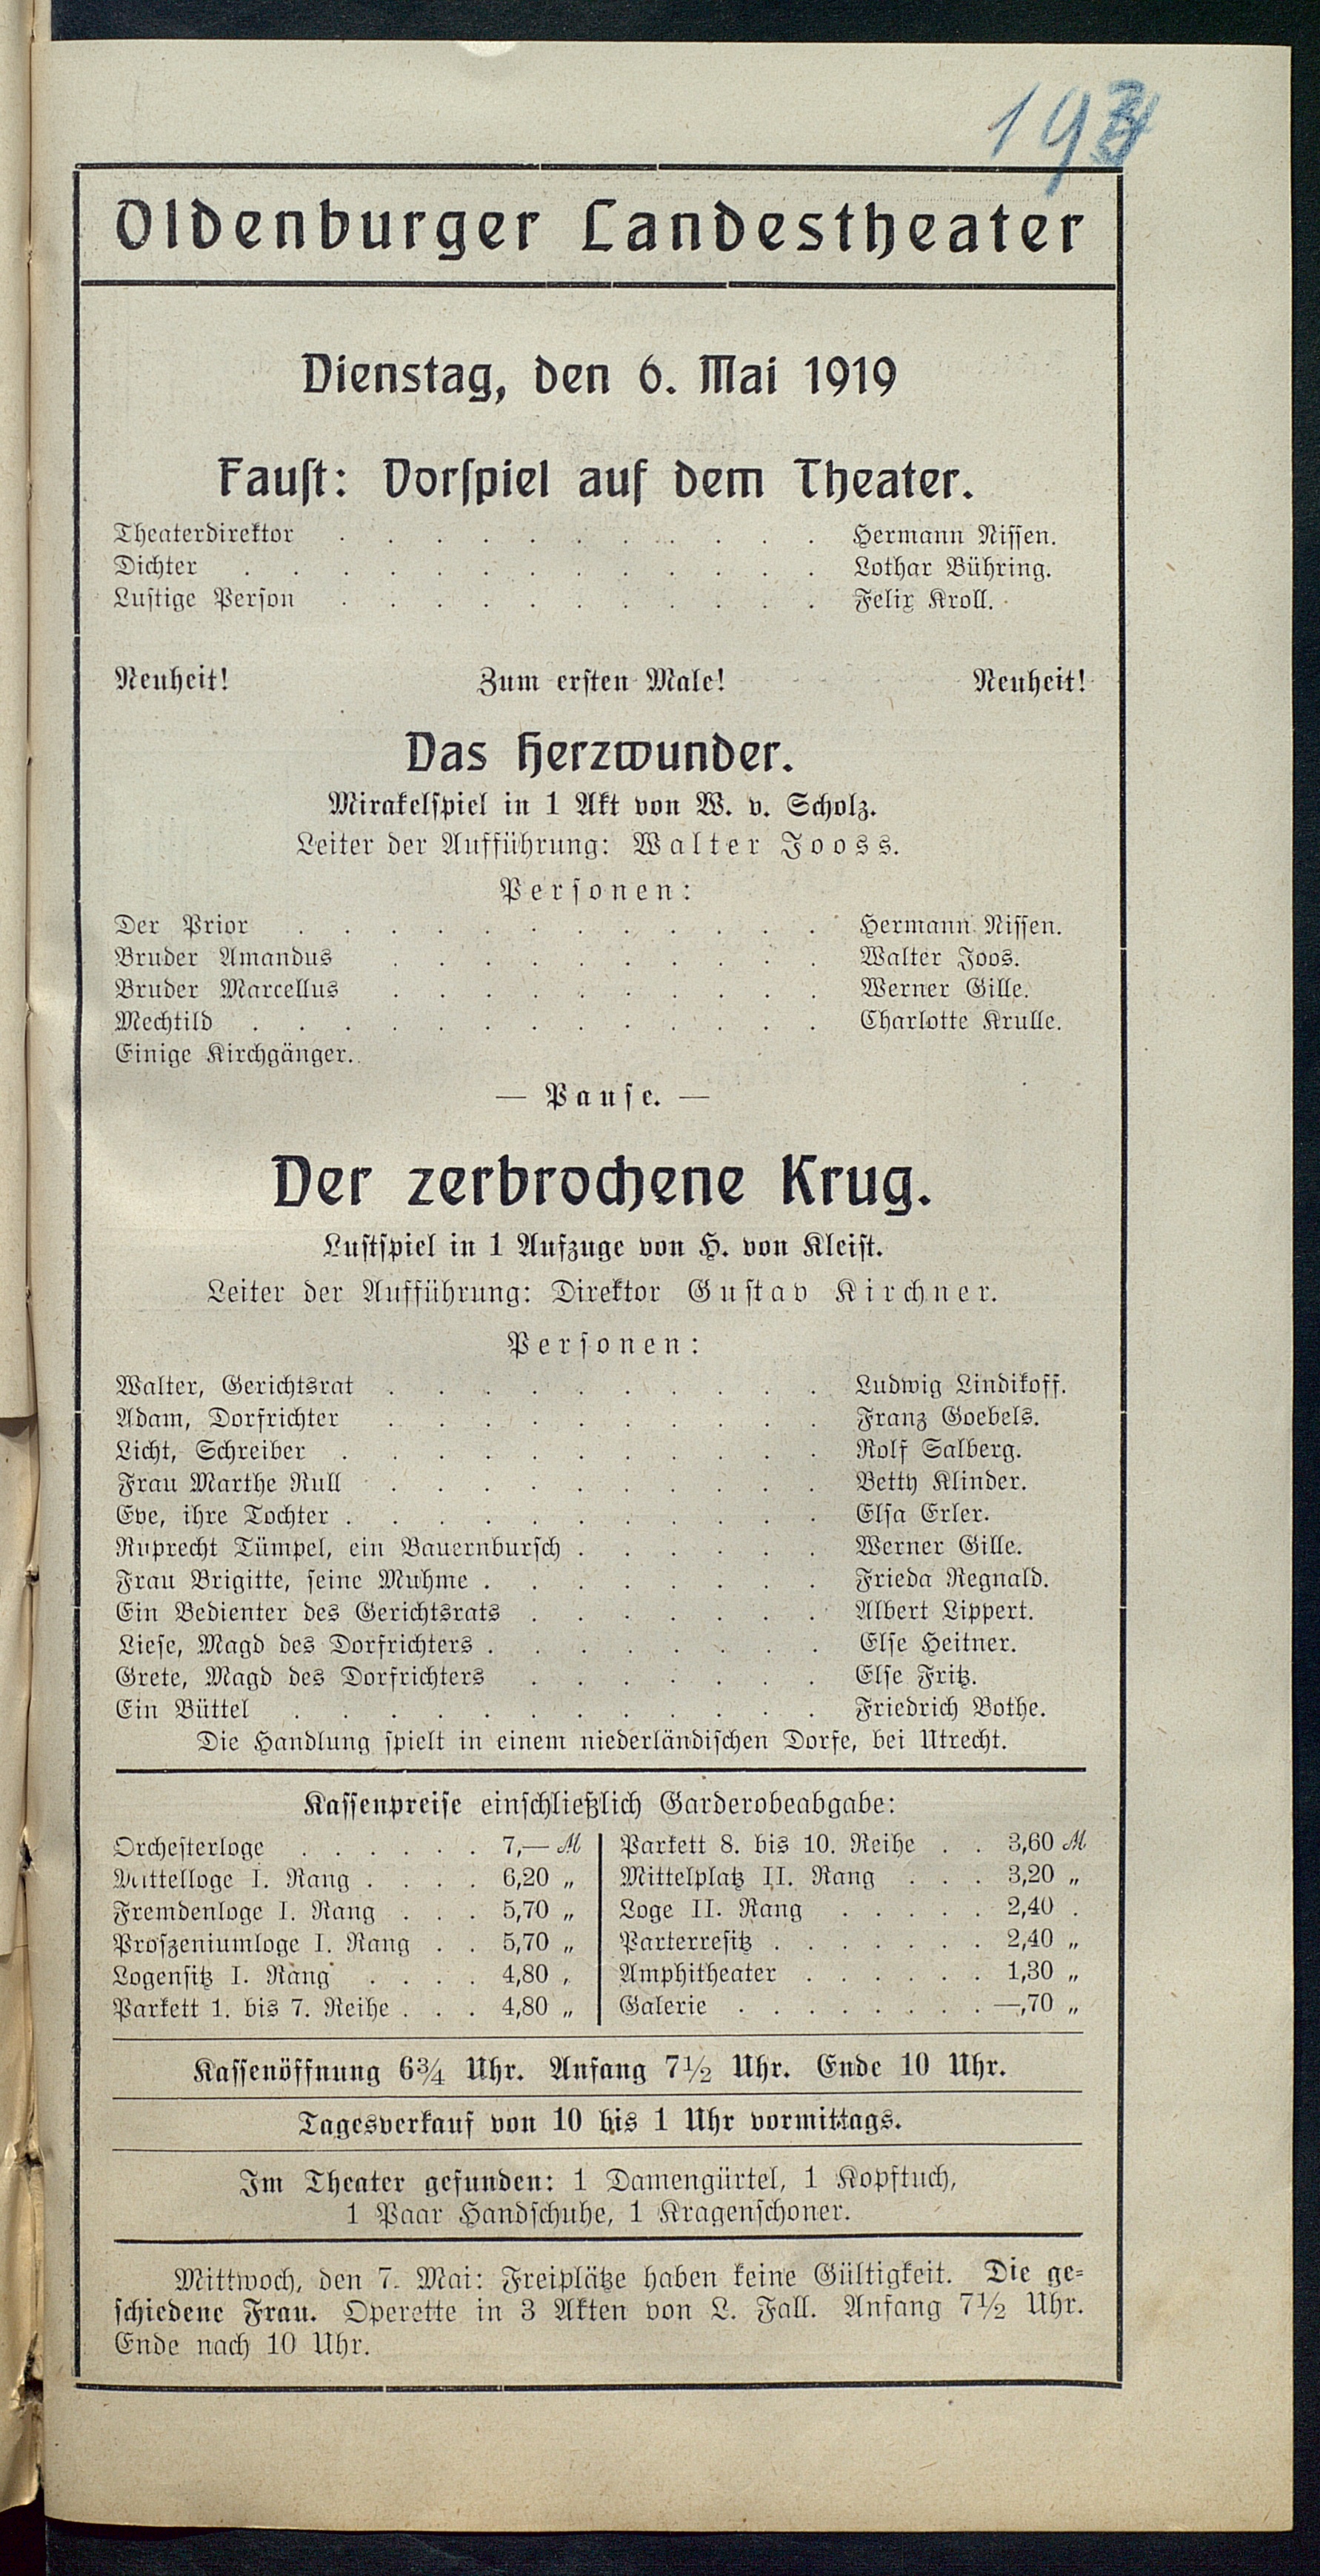 Oldenburger Landestheater
Dienstag, den 6. Mai 1919
Faust: Vorspiel auf dem Theater.
Theaterdirektor . . . . . . . . . . . Hermann Nissen.
Dichter . . . . . . . . . . . . . Lothar Bühring.
Lustige Person . . . . . . . . . . . Felix Kroll.
Neuheit! Zum ersten Male! Neuheit!
Das Herzwunder.
Mirakelspiel in 1 Akt von W. v. Scholz.
Leiter der Aufführung: Walter Jooss.
Personen:
Der Prior . . . . . . . . . . . . Hermann Nissen.
Bruder Amandus . . . . . . . . . . Walter Joos.
Bruder Marcellus . . . . . . . . . . Werner Gille.
Mechtild . . . . . . . . . . . . . Charlotte Krulle.
Einige Kirchgänger.
— Pause. —
Der zerbrochene Krug.
Lustspiel in 1 Aufzuge von H. von Kleist.
Leiter der Aufführung: Direktor Gustav Kirchner.
Personen:
Walter, Gerichtsrat . . . . . . . . . . Ludwig Lindikoff.
Adam, Dorfrichter . . . . . . . . . . Franz Goebels.
Licht, Schreiber . . . . . . . . . . . Rolf Salberg.
Frau Marthe Rull . . . . . . . . . . Betty Klinder.
Eve, ihre Tochter . . . . . . . . . . . Elsa Erler.
Ruprecht Tümpel, ein Bauernbursch . . . . . . Werner Gille.
Frau Brigitte, seine Muhme . . . . . . . . Frieda Regnald.
Ein Bedienter des Gerichtsrats . . . . . . . Albert Lippert.
Liese, Magd des Dorfrichters . . . . . . . . Else Heitner.
Grete, Magd des Dorfrichters . . . . . . . Else Fritz.
Ein Büttel . . . . . . . . . . . . Friedrich Bothe.
Die Handlung spielt in einem niederländischen Dorfe, bei Utrecht.
Kassenpreise einschließlich Garderobeabgabe:
Orchesterloge . . . . . . 7,— M
Mittelloge I. Rang . . . . 6,20 „
Fremdenloge I. Rang . . . 5,70 „
Proszeniumloge I. Rang . . 5,70 „
Logensitz I. Rang . . . . 4,80 „
Parkett 1. bis 7. Reihe . . . 4,80 „
Parkett 8. bis 10. Reihe . . 3,60 M
Mittelplatz II. Rang . . . 3,20 „
Loge II. Rang . . . . . 2,40 .
Parterresitz . . . . . . . 2,40 „
Amphitheater . . . . . . 1,30 „
Galerie . . . . . . . . —,70 „
Kassenöffnung 6¾ Uhr. Anfang 7½ Uhr. Ende 10 Uhr.
Tagesverkauf von 10 bis 1 Uhr vormittags.
Im Theater gefunden: 1 Damengürtel, 1 Kopftuch,
1 Paar Handschuhe, 1 Kragenschoner.
Mittwoch, den 7. Mai: Freiplätze haben keine Gültigkeit. Die ge-
schiedene Frau. Operette in 3 Akten von L. Fall. Anfang 7½ Uhr.
Ende nach 10 Uhr.